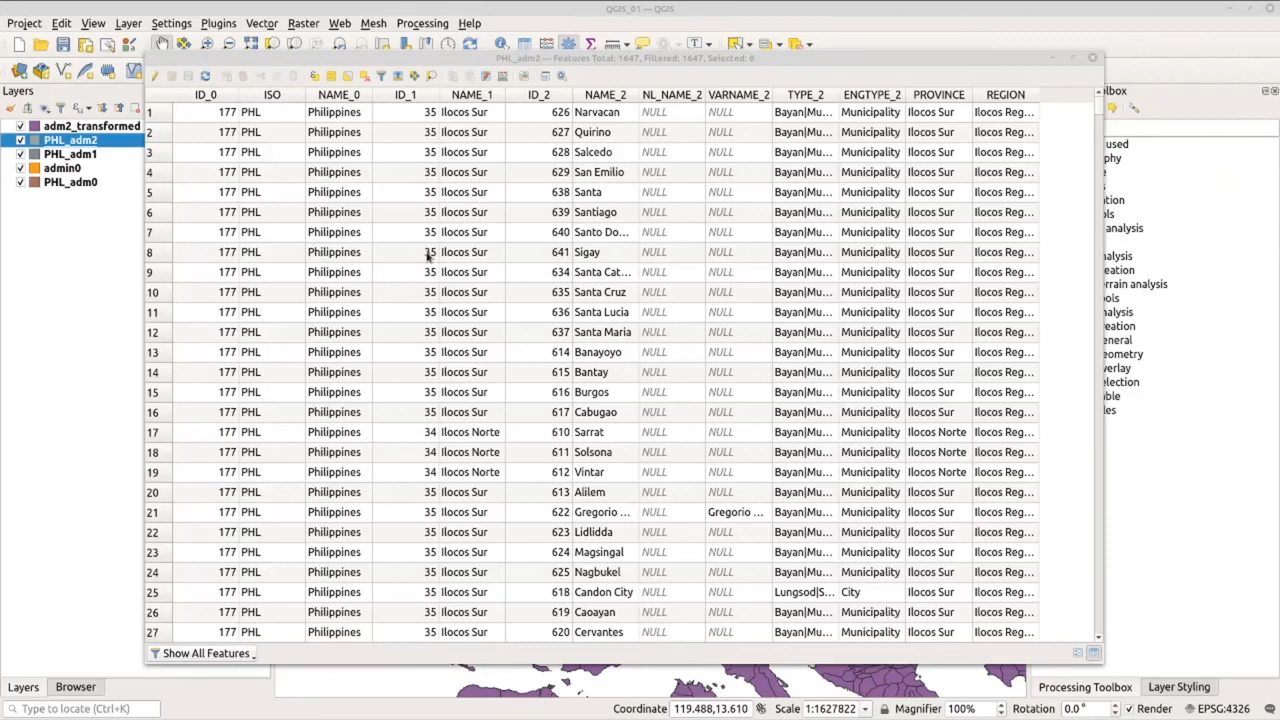 QGIS_01 — QGIS
Project Edit View Layer Settings Plugins Vector Raster Web Mesh Processing Help
PHL_adm2 — Features Total: 1647, Filtered: 1647, Selected: 0
Layers
adm2_transformed
PHL_adm2
PHL_adm1
admin0
PHL_adm0
ID_0 ISO NAME_0 ID_1 NAME_1 ID_2 NAME_2 NL_NAME_2 VARNAME_2 TYPE_2 ENGTYPE_2 PROVINCE REGION
1 177 PHL Philippines 35 Ilocos Sur 626 Narvacan NULL NULL Bayan|Mu... Municipality Ilocos Sur Ilocos Reg...
2 177 PHL Philippines 35 Ilocos Sur 627 Quirino NULL NULL Bayan|Mu... Municipality Ilocos Sur Ilocos Reg...
3 177 PHL Philippines 35 Ilocos Sur 628 Salcedo NULL NULL Bayan|Mu... Municipality Ilocos Sur Ilocos Reg...
4 177 PHL Philippines 35 Ilocos Sur 629 San Emilio NULL NULL Bayan|Mu... Municipality Ilocos Sur Ilocos Reg...
5 177 PHL Philippines 35 Ilocos Sur 638 Santa NULL NULL Bayan|Mu... Municipality Ilocos Sur Ilocos Reg...
6 177 PHL Philippines 35 Ilocos Sur 639 Santiago NULL NULL Bayan|Mu... Municipality Ilocos Sur Ilocos Reg...
7 177 PHL Philippines 35 Ilocos Sur 640 Santo Do... NULL NULL Bayan|Mu... Municipality Ilocos Sur Ilocos Reg...
8 177 PHL Philippines 35 Ilocos Sur 641 Sigay NULL NULL Bayan|Mu... Municipality Ilocos Sur Ilocos Reg...
9 177 PHL Philippines 35 Ilocos Sur 634 Santa Cat... NULL NULL Bayan|Mu... Municipality Ilocos Sur Ilocos Reg...
10 177 PHL Philippines 35 Ilocos Sur 635 Santa Cruz NULL NULL Bayan|Mu... Municipality Ilocos Sur Ilocos Reg...
11 177 PHL Philippines 35 Ilocos Sur 636 Santa Lucia NULL NULL Bayan|Mu... Municipality Ilocos Sur Ilocos Reg...
12 177 PHL Philippines 35 Ilocos Sur 637 Santa Maria NULL NULL Bayan|Mu... Municipality Ilocos Sur Ilocos Reg...
13 177 PHL Philippines 35 Ilocos Sur 614 Banayoyo NULL NULL Bayan|Mu... Municipality Ilocos Sur Ilocos Reg...
14 177 PHL Philippines 35 Ilocos Sur 615 Bantay NULL NULL Bayan|Mu... Municipality Ilocos Sur Ilocos Reg...
15 177 PHL Philippines 35 Ilocos Sur 616 Burgos NULL NULL Bayan|Mu... Municipality Ilocos Sur Ilocos Reg...
16 177 PHL Philippines 35 Ilocos Sur 617 Cabugao NULL NULL Bayan|Mu... Municipality Ilocos Sur Ilocos Reg...
17 177 PHL Philippines 34 Ilocos Norte 610 Sarrat NULL NULL Bayan|Mu... Municipality Ilocos Norte Ilocos Reg...
18 177 PHL Philippines 34 Ilocos Norte 611 Solsona NULL NULL Bayan|Mu... Municipality Ilocos Norte Ilocos Reg...
19 177 PHL Philippines 34 Ilocos Norte 612 Vintar NULL NULL Bayan|Mu... Municipality Ilocos Norte Ilocos Reg...
20 177 PHL Philippines 35 Ilocos Sur 613 Alilem NULL NULL Bayan|Mu... Municipality Ilocos Sur Ilocos Reg...
21 177 PHL Philippines 35 Ilocos Sur 622 Gregorio ... NULL Gregorio ... Bayan|Mu... Municipality Ilocos Sur Ilocos Reg...
22 177 PHL Philippines 35 Ilocos Sur 623 Lidlidda NULL NULL Bayan|Mu... Municipality Ilocos Sur Ilocos Reg...
23 177 PHL Philippines 35 Ilocos Sur 624 Magsingal NULL NULL Bayan|Mu... Municipality Ilocos Sur Ilocos Reg...
24 177 PHL Philippines 35 Ilocos Sur 625 Nagbukel NULL NULL Bayan|Mu... Municipality Ilocos Sur Ilocos Reg...
25 177 PHL Philippines 35 Ilocos Sur 618 Candon City NULL NULL Lungsod|S... City Ilocos Sur Ilocos Reg...
26 177 PHL Philippines 35 Ilocos Sur 619 Caoayan NULL NULL Bayan|Mu... Municipality Ilocos Sur Ilocos Reg...
27 177 PHL Philippines 35 Ilocos Sur 620 Cervantes NULL NULL Bayan|Mu... Municipality Ilocos Sur Ilocos Reg...
Show All Features
lbox
used
phy
s
tion
ols
analysis
alysis
eation
rrain analysis
ools
nalysis
reation
eneral
eometry
verlay
election
ble
les
Layers Browser
Processing Toolbox Layer Styling
Type to locate (Ctrl+K)
Coordinate 119.488,13.610 Scale 1:1627822 Magnifier 100% Rotation 0.0° Render EPSG:4326